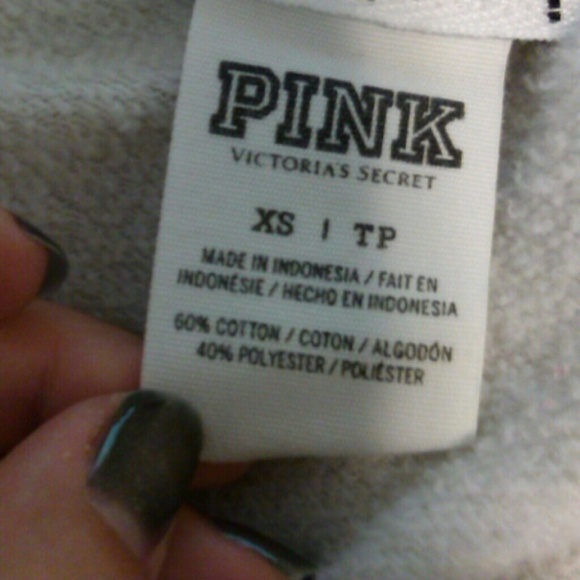 PINK
VICTORIA'S SECRET
XS | TP
MADE IN INDONESIA / FAIT EN
INDONÉSIE / HECHO EN INDONESIA
60% COTTON / COTON / ALGODÓN
40% POLYESTER / POLIÉSTER